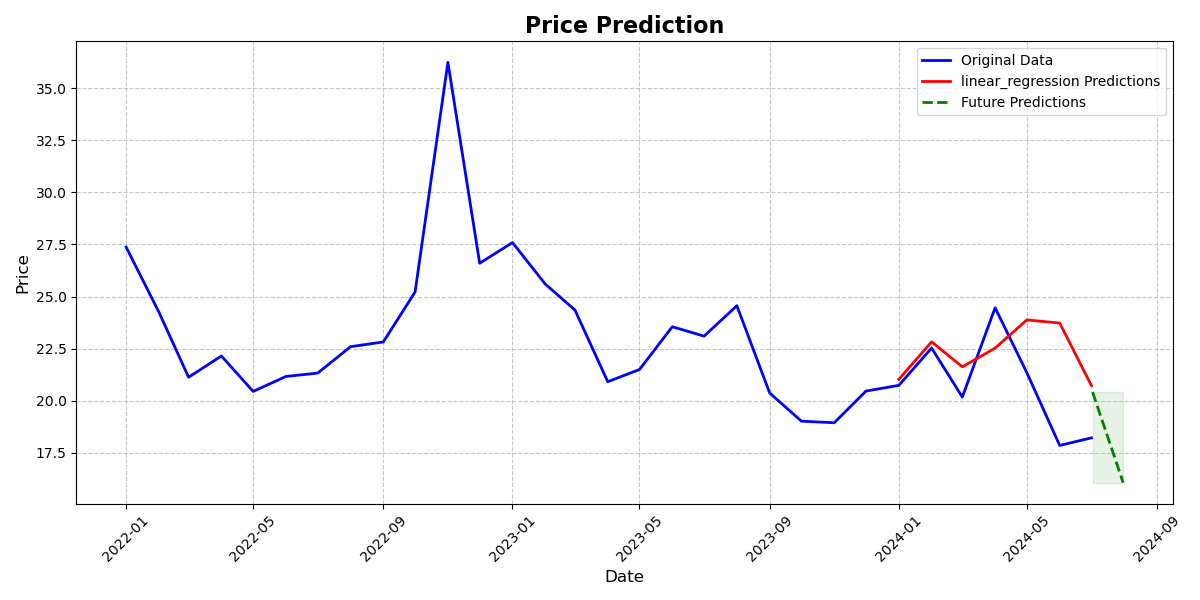 Price Prediction
Original Data
linear_regression Predictions
Future Predictions
Price
35.0
32.5
30.0
27.5
25.0
22.5
20.0
17.5
2022-01
2022-05
2022-09
2023-01
2023-05
2023-09
2024-01
2024-05
2024-09
Date